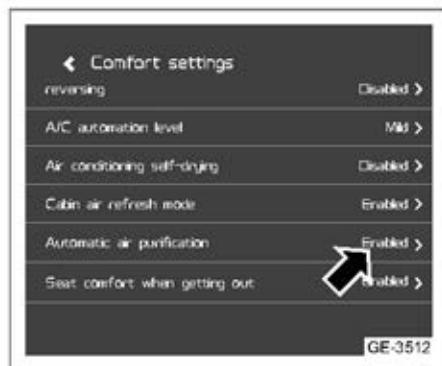 Comfort settings
reversing Disabled
A/C automation level Mild
Air conditioning self-drying Disabled
Cabin air refresh mode Enabled
Automatic air purification Enabled
Seat comfort when getting out Enabled
GE-3512